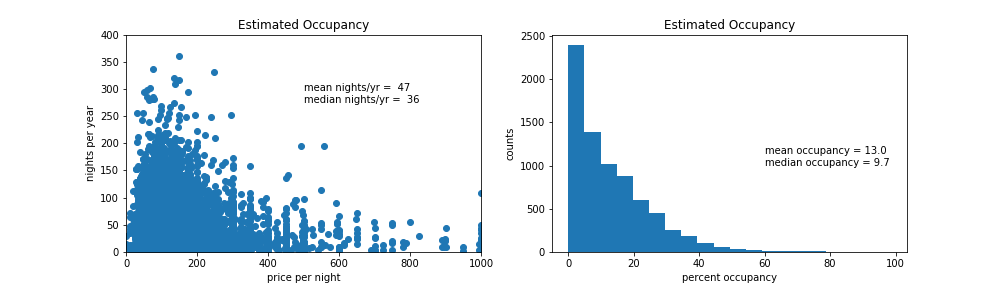 Estimated Occupancy
400
350
300
250
200
150
100
50
0
nights per year
mean nights/yr =  47
median nights/yr =  36
0 200 400 600 800 1000
price per night
Estimated Occupancy
2500
2000
1500
1000
500
0
counts
mean occupancy = 13.0
median occupancy = 9.7
0 20 40 60 80 100
percent occupancy